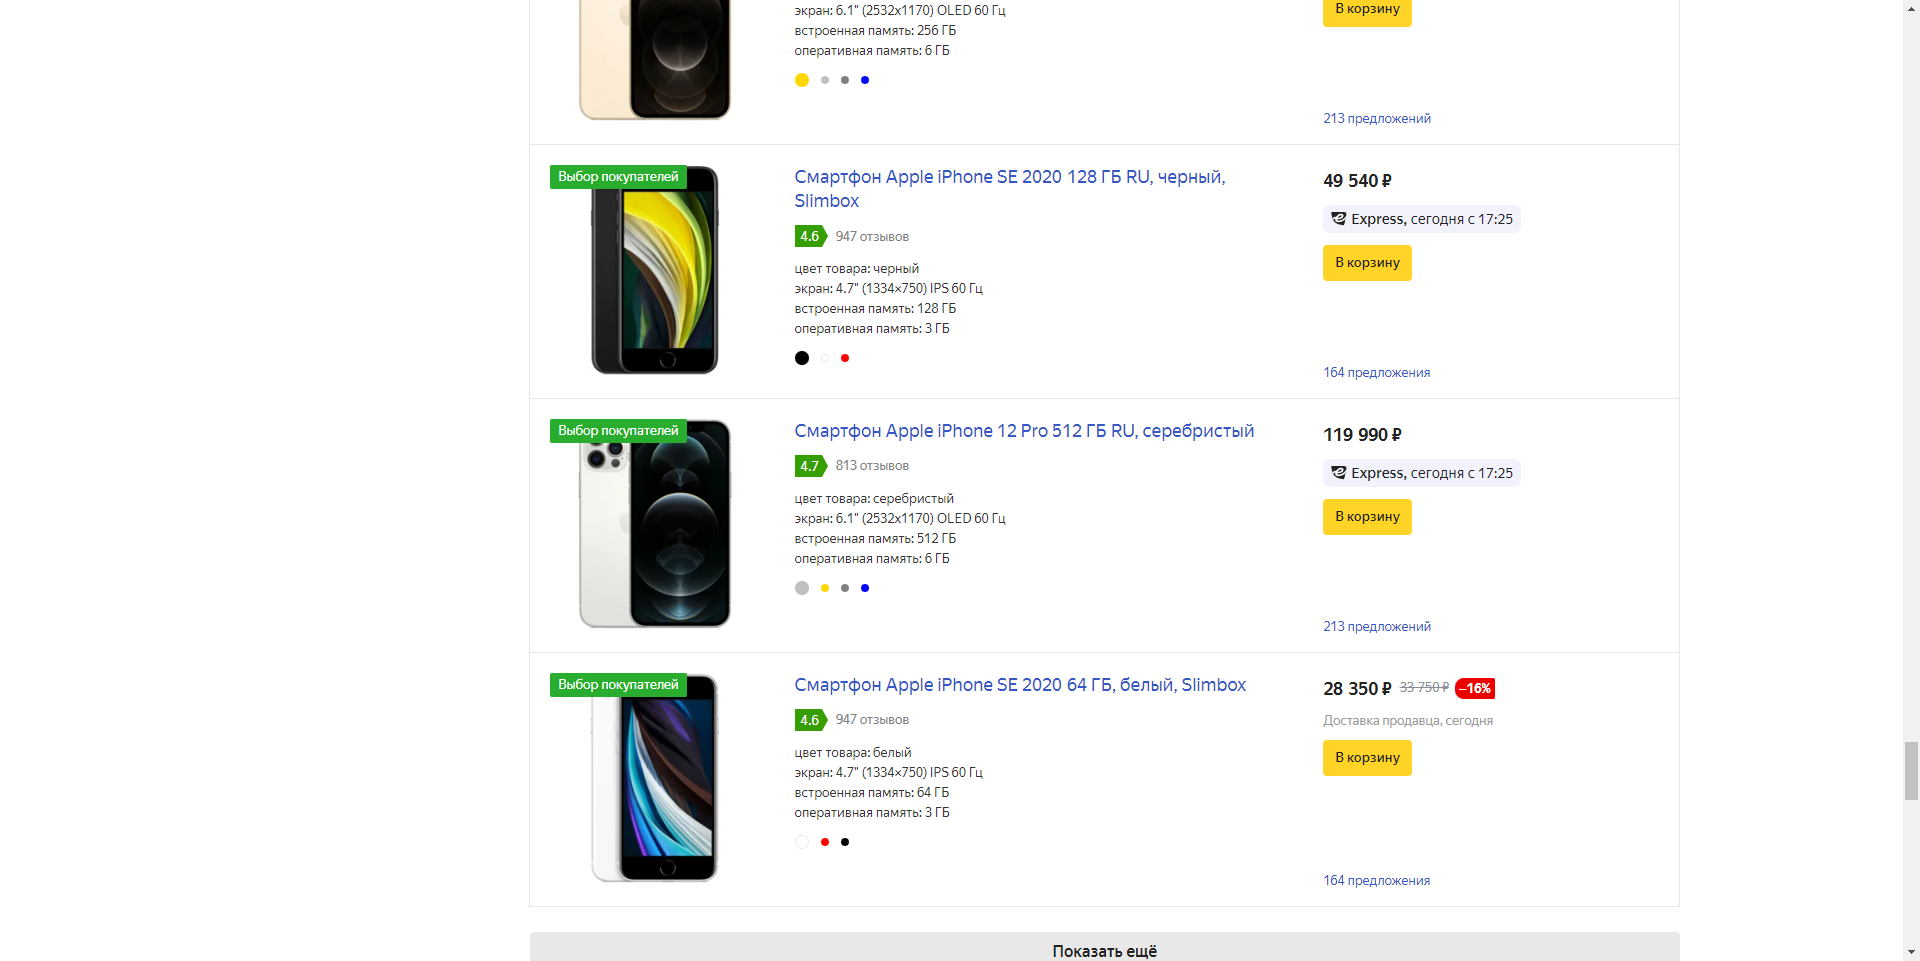 экран: 6.1" (2532x1170) OLED 60 Гц
встроенная память: 256 ГБ
оперативная память: 6 ГБ
В корзину
213 предложений
Выбор покупателей
Смартфон Apple iPhone SE 2020 128 ГБ RU, черный,
Slimbox
4.6 947 отзывов
цвет товара: черный
экран: 4.7" (1334×750) IPS 60 Гц
встроенная память: 128 ГБ
оперативная память: 3 ГБ
49 540 ₽
Express, сегодня с 17:25
В корзину
164 предложения
Выбор покупателей
Смартфон Apple iPhone 12 Pro 512 ГБ RU, серебристый
4.7 813 отзывов
цвет товара: серебристый
экран: 6.1" (2532x1170) OLED 60 Гц
встроенная память: 512 ГБ
оперативная память: 6 ГБ
119 990 ₽
Express, сегодня с 17:25
В корзину
213 предложений
Выбор покупателей
Смартфон Apple iPhone SE 2020 64 ГБ, белый, Slimbox
4.6 947 отзывов
цвет товара: белый
экран: 4.7" (1334×750) IPS 60 Гц
встроенная память: 64 ГБ
оперативная память: 3 ГБ
28 350 ₽ 33 750 ₽ –16%
Доставка продавца, сегодня
В корзину
164 предложения
Показать ещё